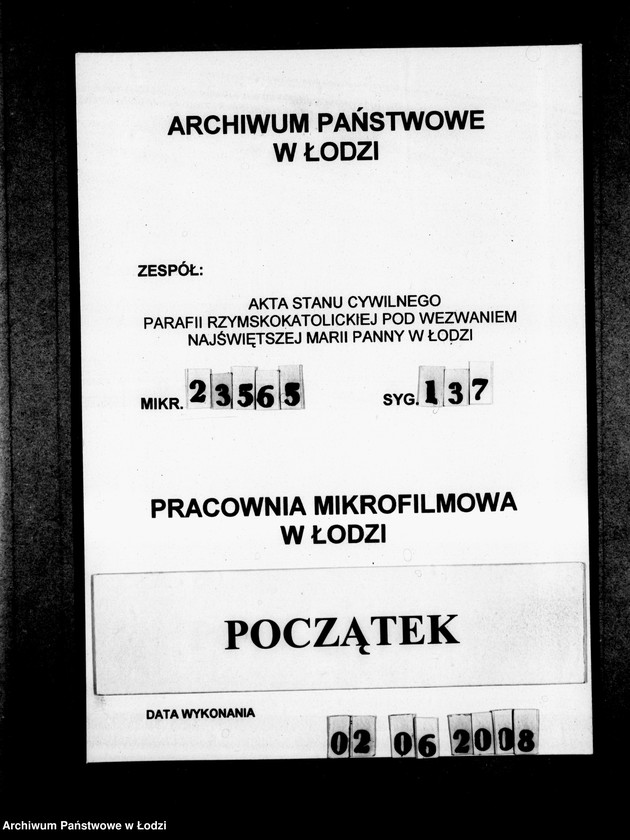 ARCHIWUM PAŃSTWOWE
W ŁODZI
ZESPÓŁ:
AKTA STANU CYWILNEGO
PARAFII RZYMSKOKATOLICKIEJ POD WEZWANIEM
NAJŚWIĘTSZEJ MARII PANNY W ŁODZI
MIKR. 23565 SYG. 137
PRACOWNIA MIKROFILMOWA
W ŁODZI
POCZĄTEK
DATA WYKONANIA
02 06 2008
Archiwum Państwowe w Łodzi